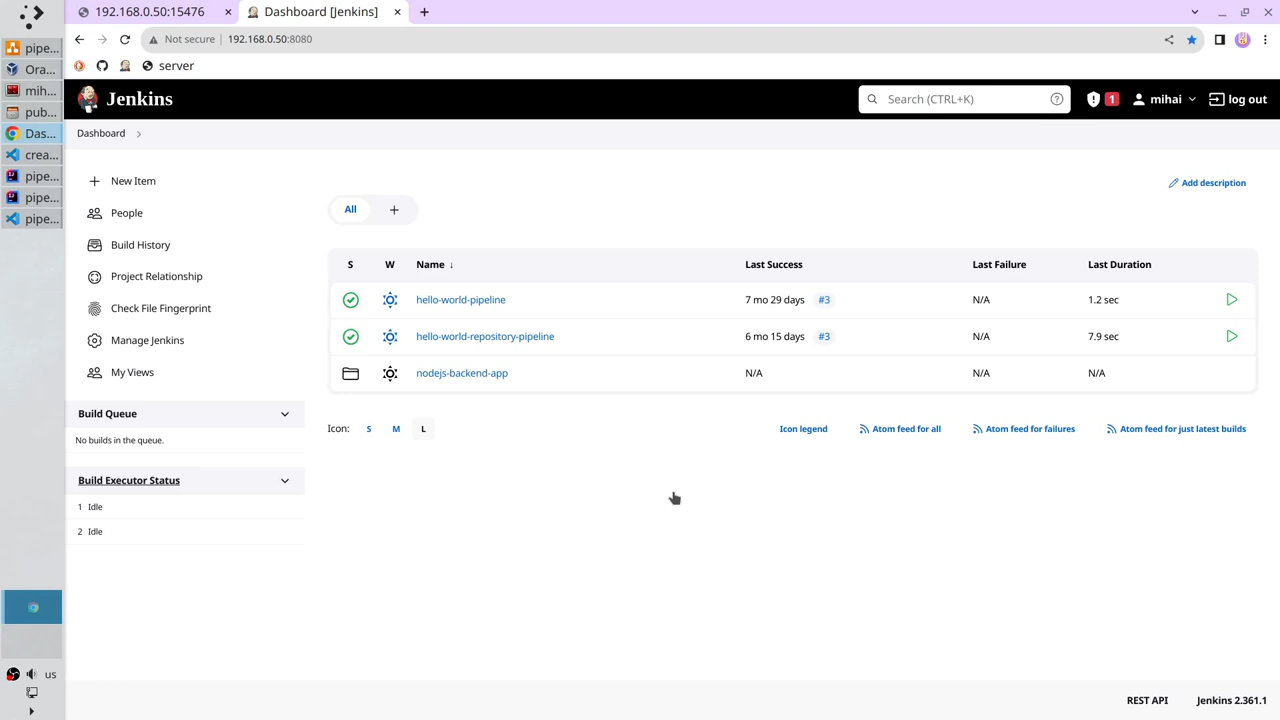 192.168.0.50:15476
Dashboard [Jenkins]
Not secure
192.168.0.50:8080
server
pipe...
Ora...
mih...
pub...
Das...
crea...
pipe...
pipe...
pipe...
us
Jenkins
Search (CTRL+K)
?
1
mihai
log out
Dashboard
New Item
People
Build History
Project Relationship
Check File Fingerprint
Manage Jenkins
My Views
Build Queue
No builds in the queue.
Build Executor Status
1 Idle
2 Idle
Add description
All
+
S W Name ↓ Last Success Last Failure Last Duration
hello-world-pipeline 7 mo 29 days #3 N/A 1.2 sec
hello-world-repository-pipeline 6 mo 15 days #3 N/A 7.9 sec
nodejs-backend-app N/A N/A N/A
Icon: S M L
Icon legend Atom feed for all Atom feed for failures Atom feed for just latest builds
REST API Jenkins 2.361.1